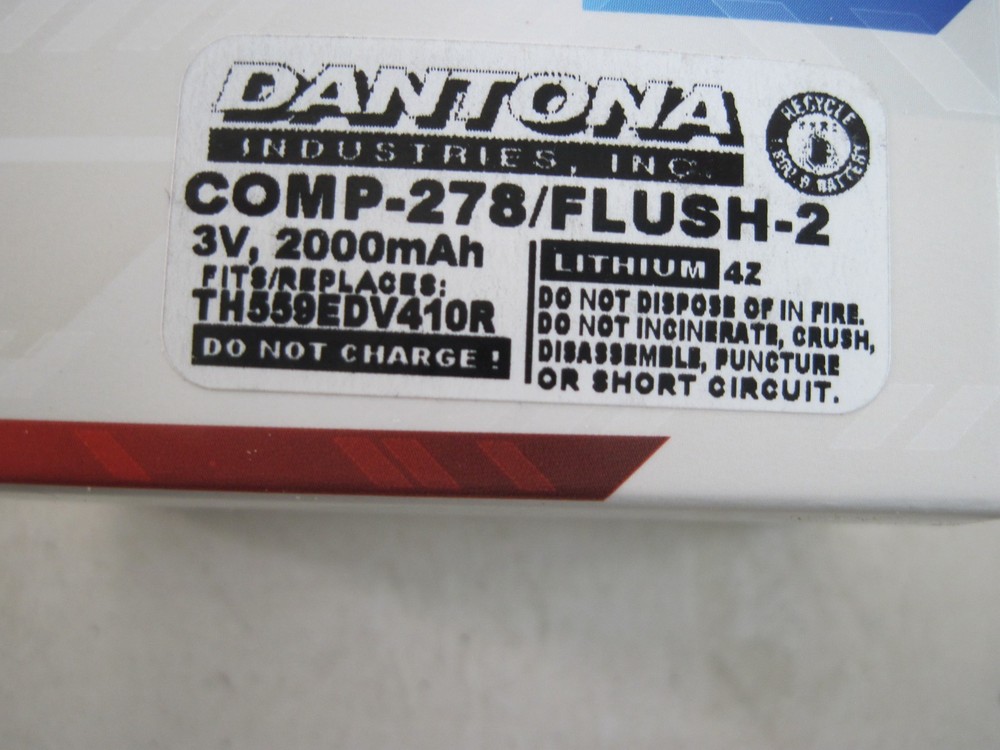 DANTONA
INDUSTRIES, INC.
RECYCLE
BATTERY
COMP-278/FLUSH-2
3V, 2000mAh
FITS/REPLACES:
TH559EDV410R
DO NOT CHARGE !
LITHIUM 4Z
DO NOT DISPOSE OF IN FIRE.
DO NOT INCINERATE, CRUSH,
DISASSEMBLE, PUNCTURE
OR SHORT CIRCUIT.